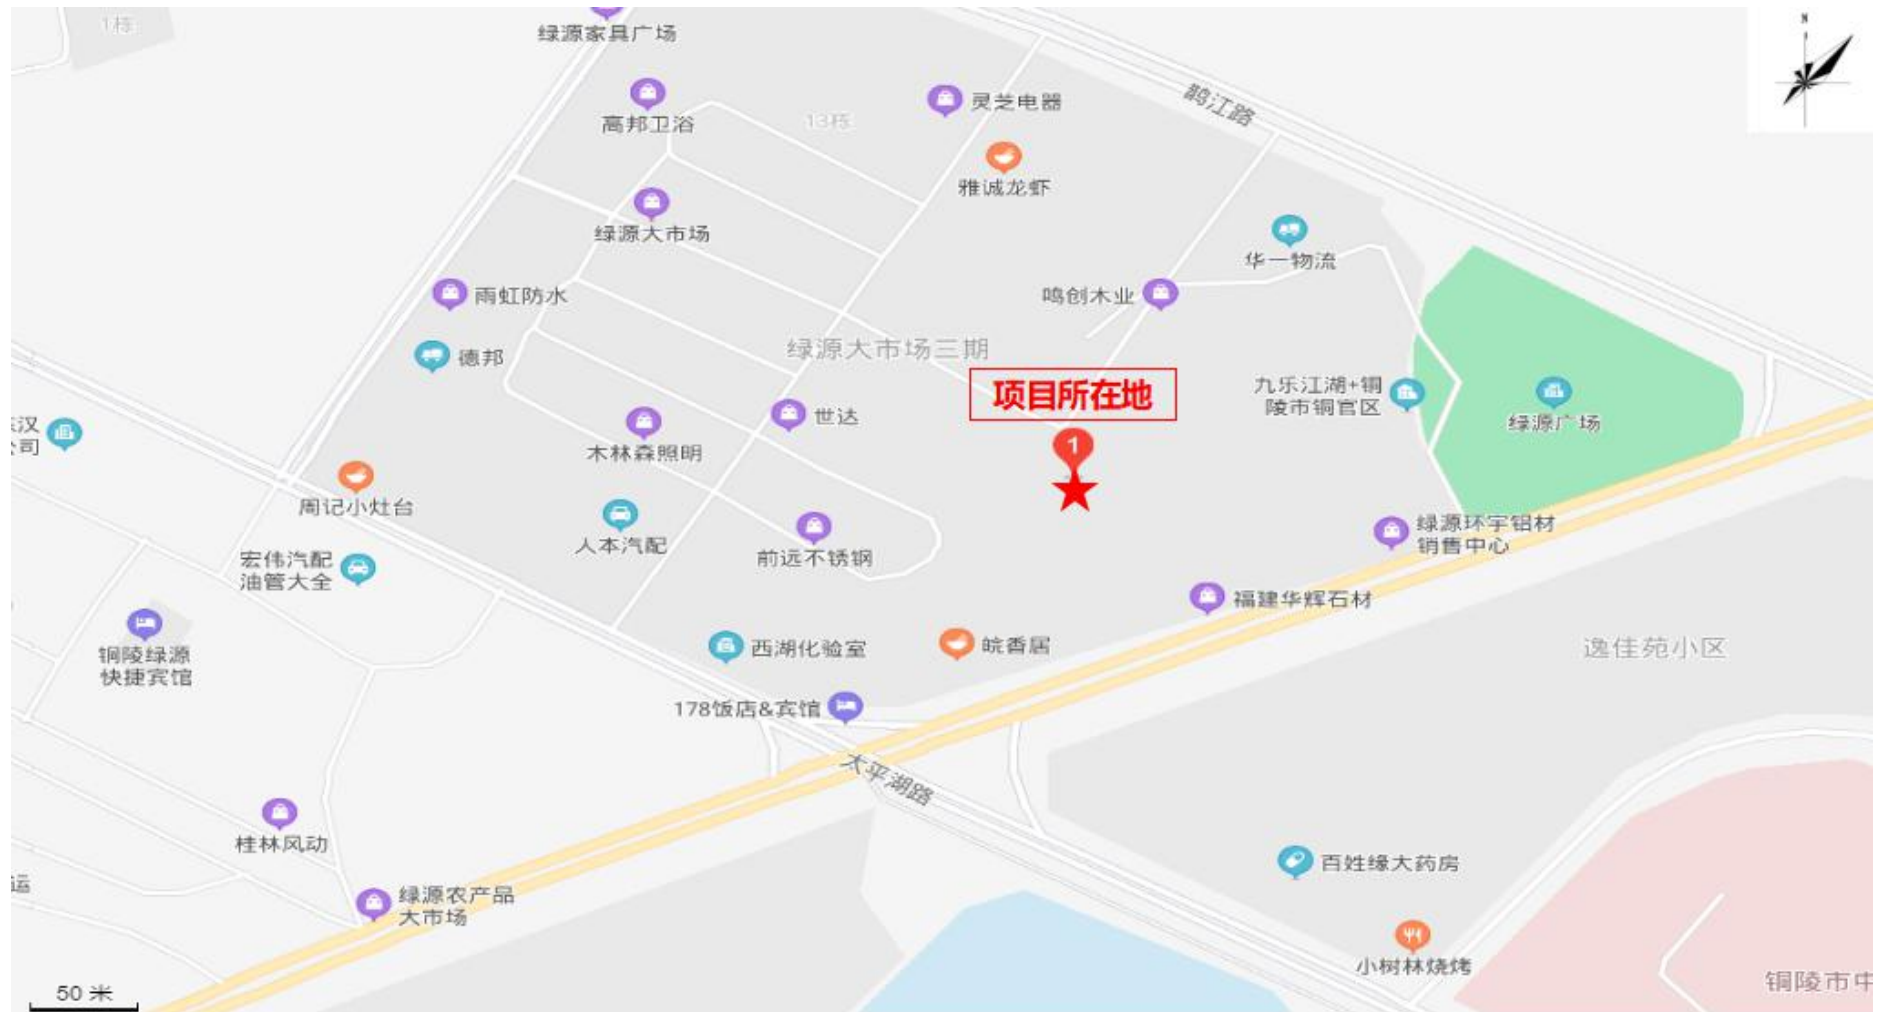 1栋
绿源家具广场
N
高邦卫浴
13栋
灵芝电器
鹊江路
雅诚龙虾
绿源大市场
华一物流
雨虹防水
鸣创木业
德邦
绿源大市场三期
项目所在地
九乐江湖+铜
陵市铜官区
绿源广场
世达
汉
公司
木林森照明
1
周记小灶台
人本汽配
前远不锈钢
绿源环宇铝材
销售中心
宏伟汽配
油管大全
福建华辉石材
铜陵绿源
快捷宾馆
西湖化验室
皖香居
逸佳苑小区
178饭店&宾馆
太平湖路
桂林风动
百姓缘大药房
运
绿源农产品
大市场
小树林烧烤
铜陵市中
50 米